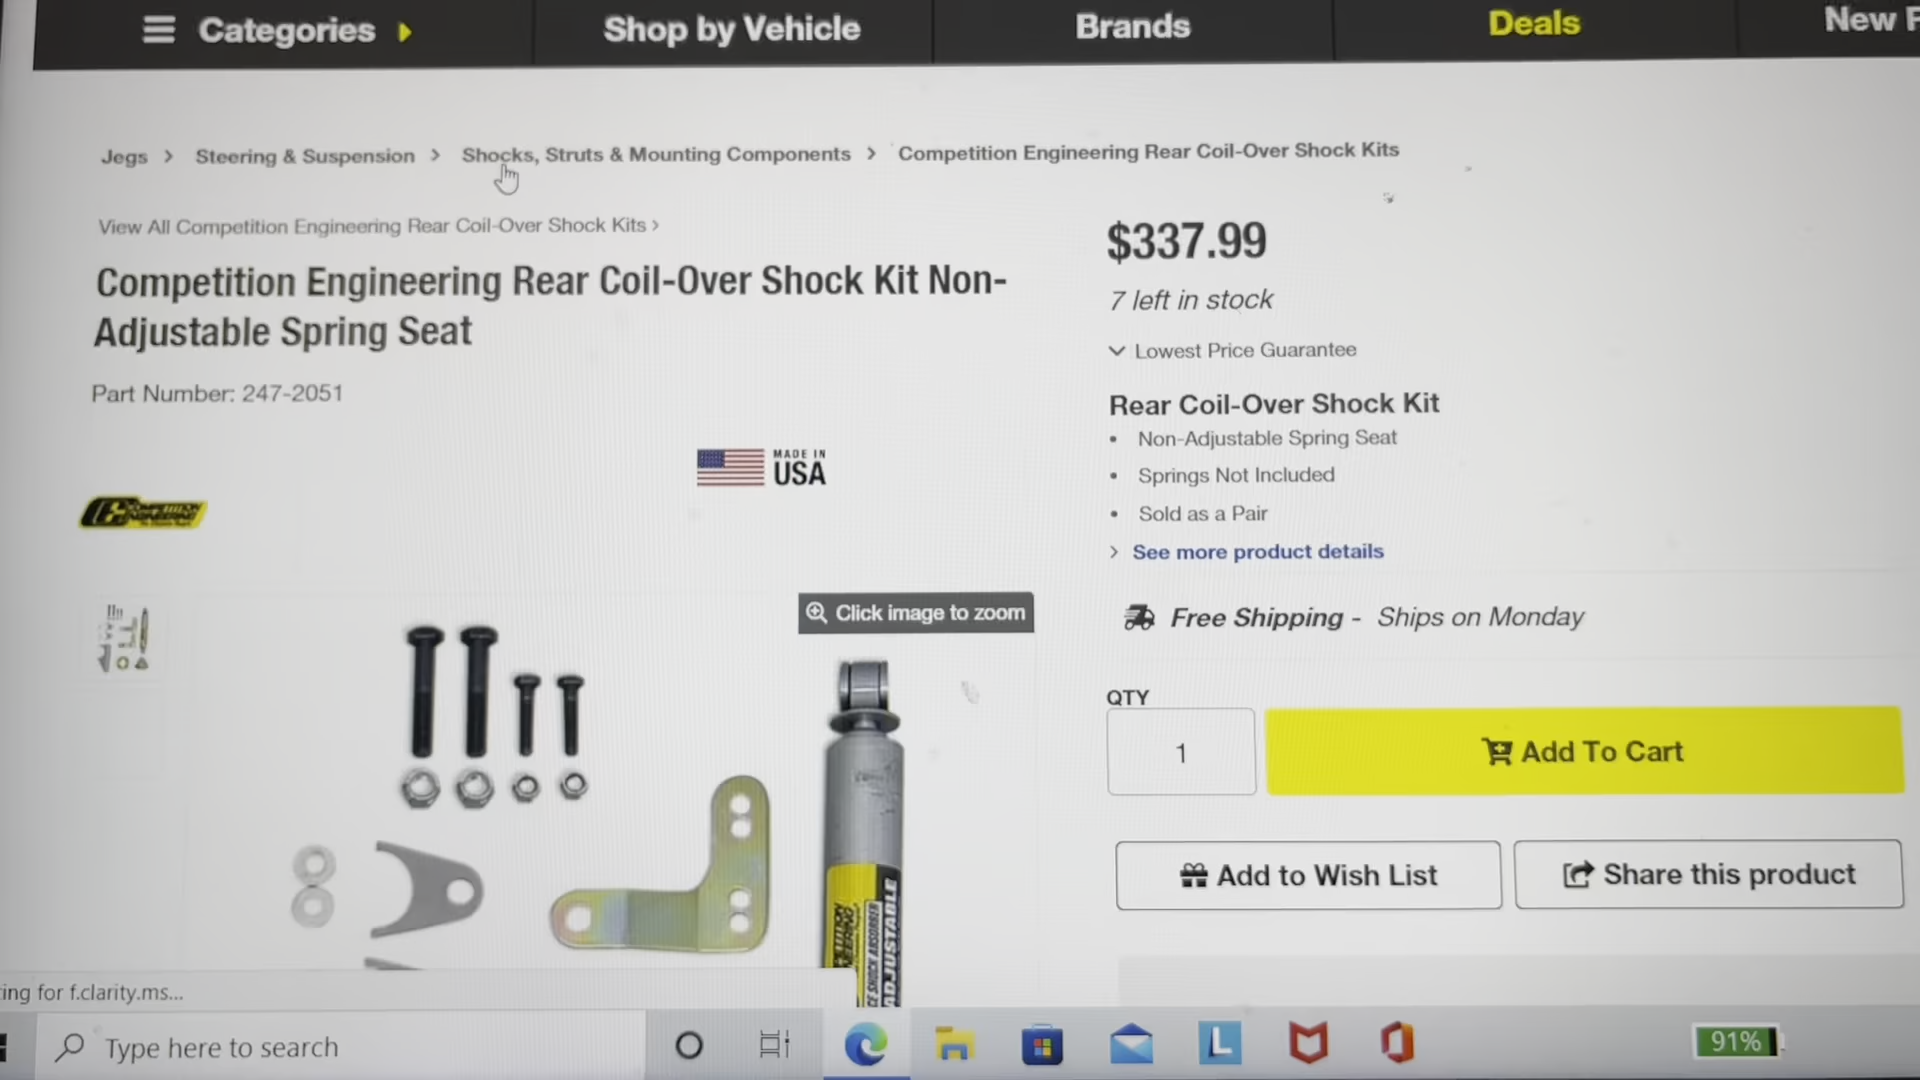 Categories
Shop by Vehicle
Brands
Deals
New
Jegs > Steering & Suspension > Shocks, Struts & Mounting Components > Competition Engineering Rear Coil-Over Shock Kits
View All Competition Engineering Rear Coil-Over Shock Kits >
Competition Engineering Rear Coil-Over Shock Kit Non-
Adjustable Spring Seat
Part Number: 247-2051
MADE IN
USA
Click image to zoom
ADJUSTABLE
$337.99
7 left in stock
Lowest Price Guarantee
Rear Coil-Over Shock Kit
• Non-Adjustable Spring Seat
• Springs Not Included
• Sold as a Pair
> See more product details
Free Shipping - Ships on Monday
QTY
1
Add To Cart
Add to Wish List
Share this product
ing for f.clarity.ms...
Type here to search
L
91%